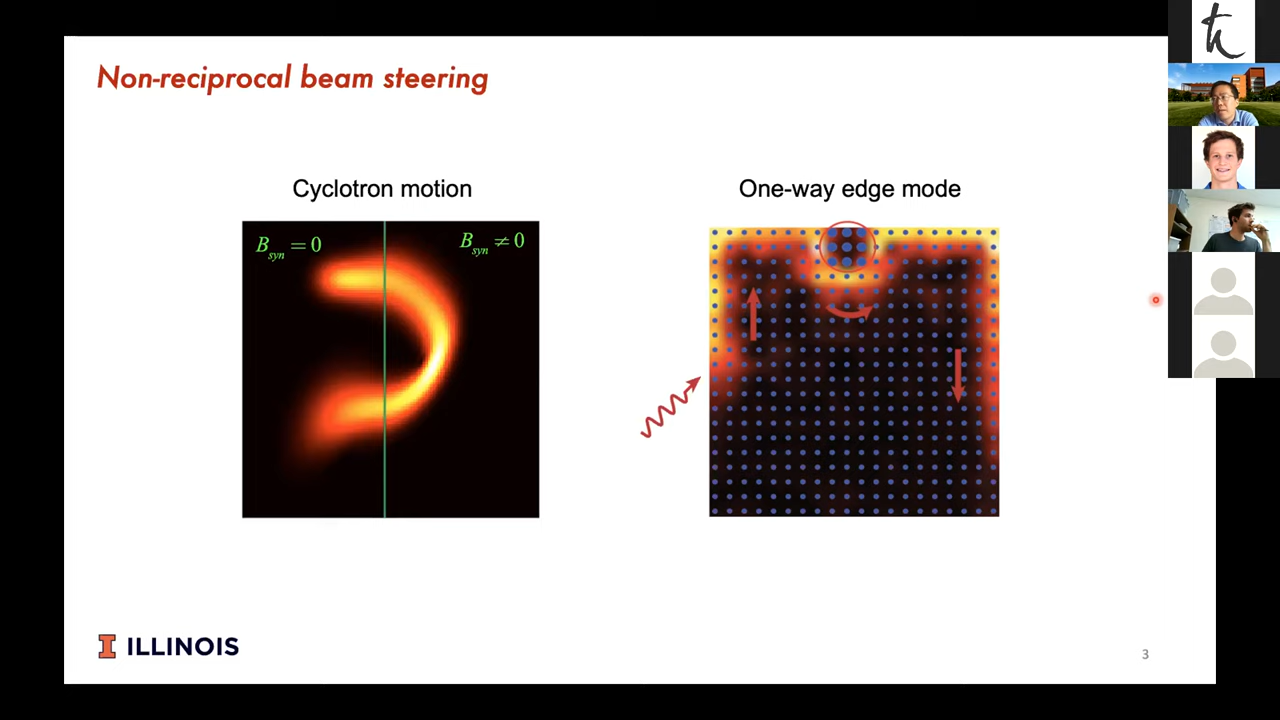 Non-reciprocal beam steering
Cyclotron motion
One-way edge mode
B_syn = 0
B_syn ≠ 0
I ILLINOIS
3